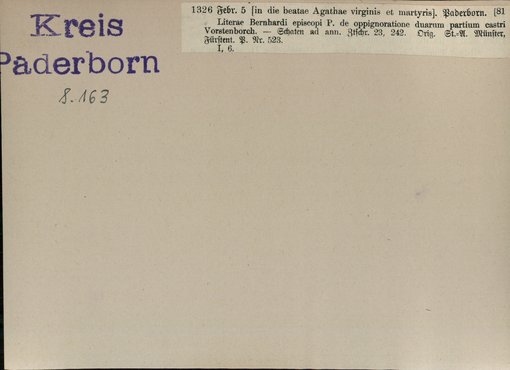 Kreis
Paderborn
S. 163
1326 Febr. 5 [in die beatae Agathae virginis et martyris]. Paderborn. [81
Literae Bernhardi episcopi P. de oppignoratione duarum partium castri
Vorstenborch. — Schaten ad ann. Ztschr. 23, 242. Orig. St.-A. Münster,
Fürstent. P. Nr. 523.
I, 6.